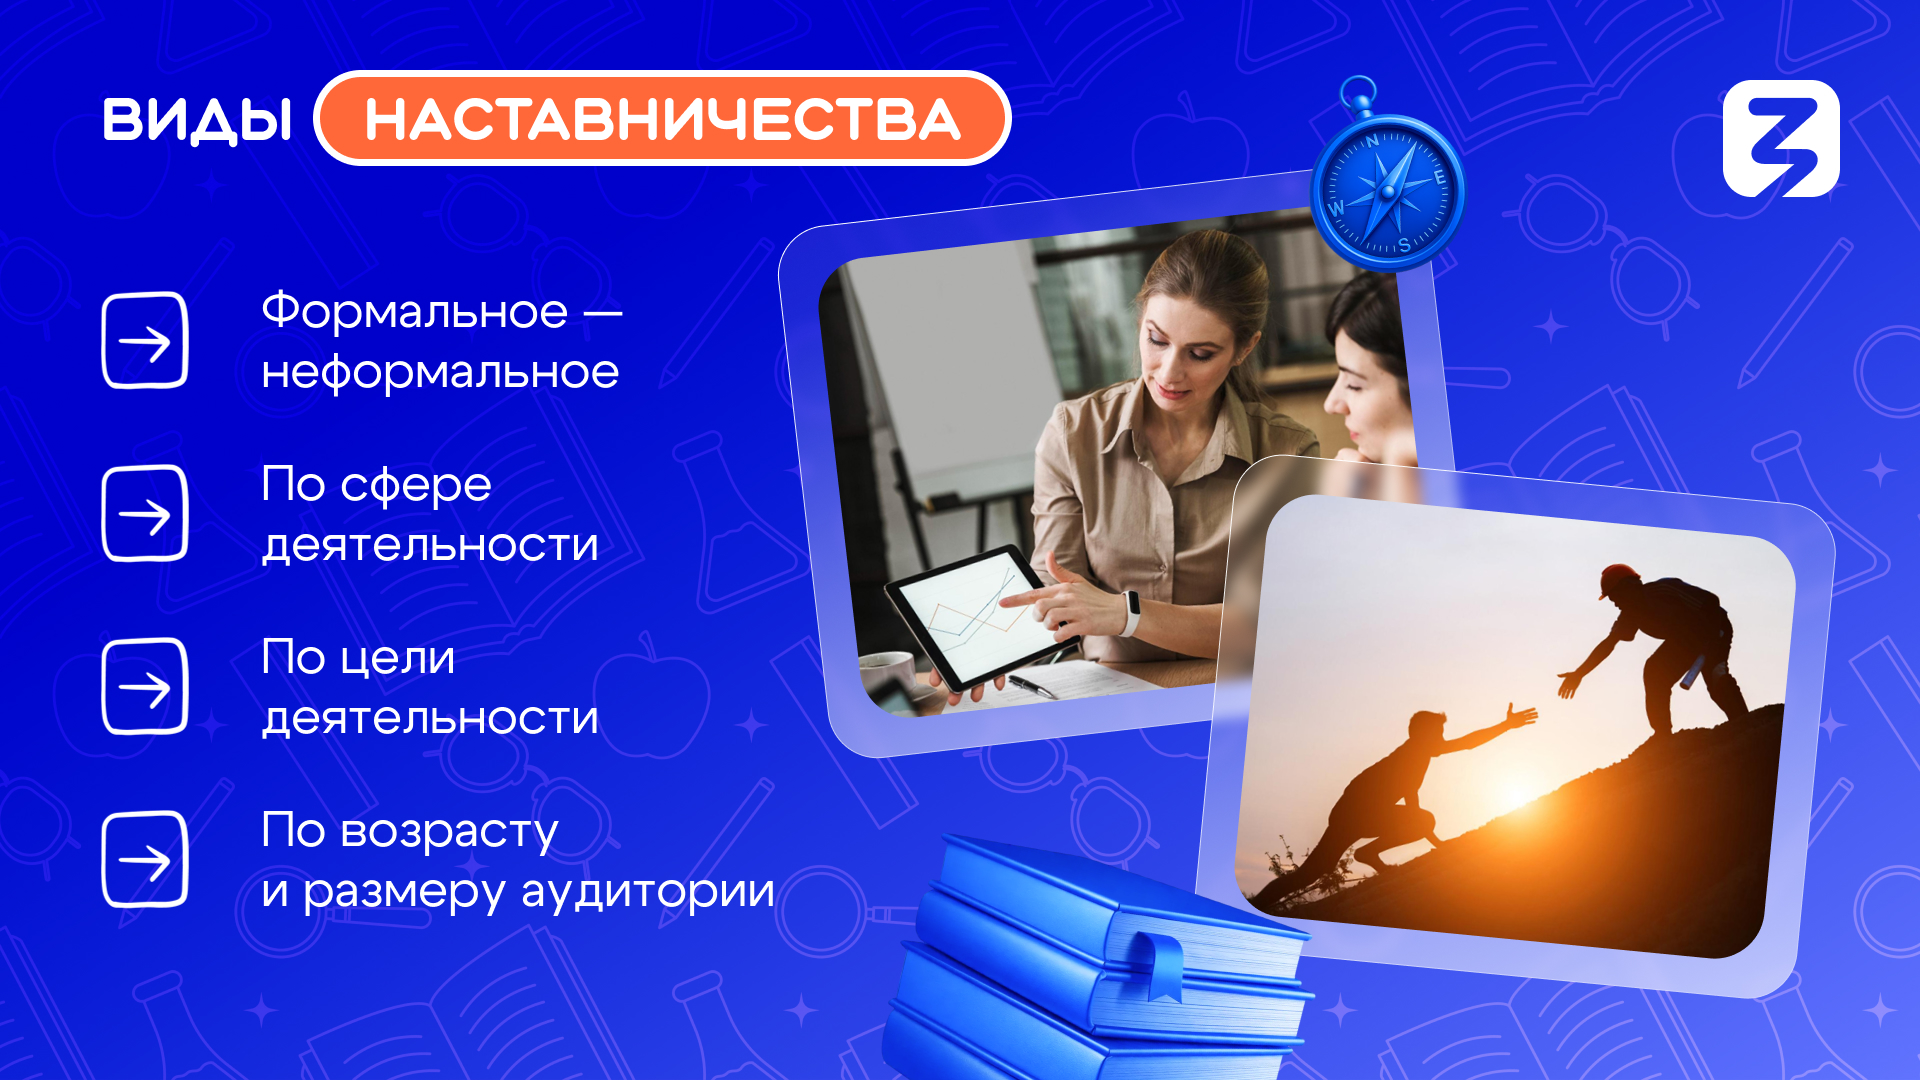 ВИДЫ НАСТАВНИЧЕСТВА
Формальное —
неформальное
По сфере
деятельности
По цели
деятельности
По возрасту
и размеру аудитории
N
E
S
W